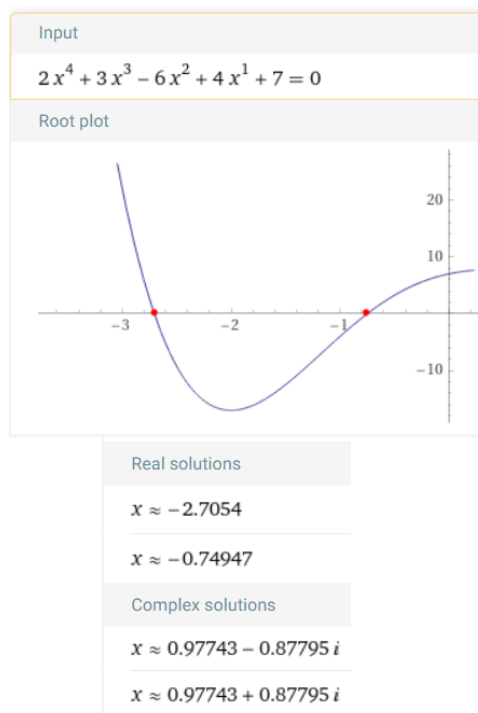 Input
2x⁴ + 3x³ − 6x² + 4x¹ + 7 = 0
Root plot
20
10
−3 −2 −1
−10
Real solutions
x ≈ −2.7054
x ≈ −0.74947
Complex solutions
x ≈ 0.97743 − 0.87795 i
x ≈ 0.97743 + 0.87795 i